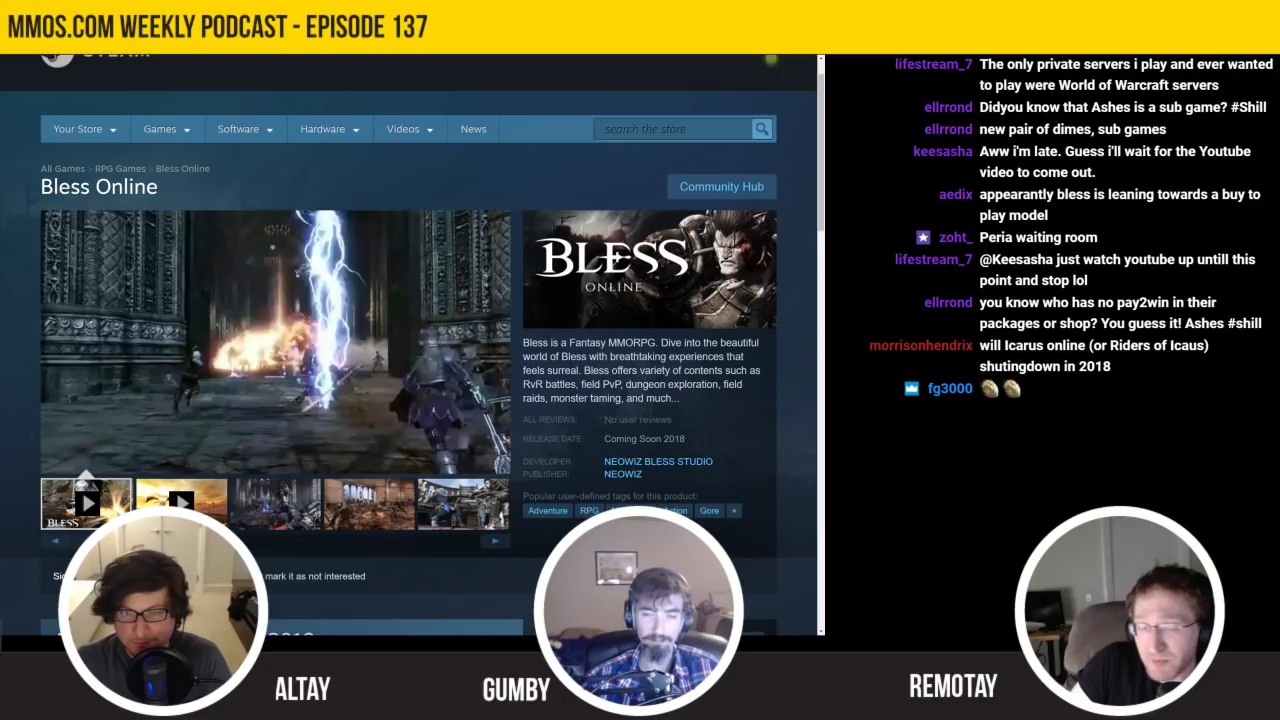 MMOS.COM WEEKLY PODCAST - EPISODE 137
Your Store
Games
Software
Hardware
Videos
News
search the store
All Games > RPG Games > Bless Online
Bless Online
Community Hub
BLESS
ONLINE
Bless is a Fantasy MMORPG. Dive into the beautiful
world of Bless with breathtaking experiences that
feels surreal. Bless offers variety of contents such as
RvR battles, field PvP, dungeon exploration, field
raids, monster taming, and much...
ALL REVIEWS: No user reviews
RELEASE DATE: Coming Soon 2018
DEVELOPER: NEOWIZ BLESS STUDIO
PUBLISHER: NEOWIZ
Popular user-defined tags for this product:
Adventure
RPG
Gore
+
BLESS
mark it as not interested
lifestream_7 The only private servers i play and ever wanted
to play were World of Warcraft servers
ellrrond Didyou know that Ashes is a sub game? #Shill
ellrrond new pair of dimes, sub games
keesasha Aww i'm late. Guess i'll wait for the Youtube
video to come out.
aedix appearantly bless is leaning towards a buy to
play model
zoht_ Peria waiting room
lifestream_7 @Keesasha just watch youtube up untill this
point and stop lol
ellrrond you know who has no pay2win in their
packages or shop? You guess it! Ashes #shill
morrisonhendrix will Icarus online (or Riders of Icaus)
shutingdown in 2018
fg3000
ALTAY
GUMBY
REMOTAY